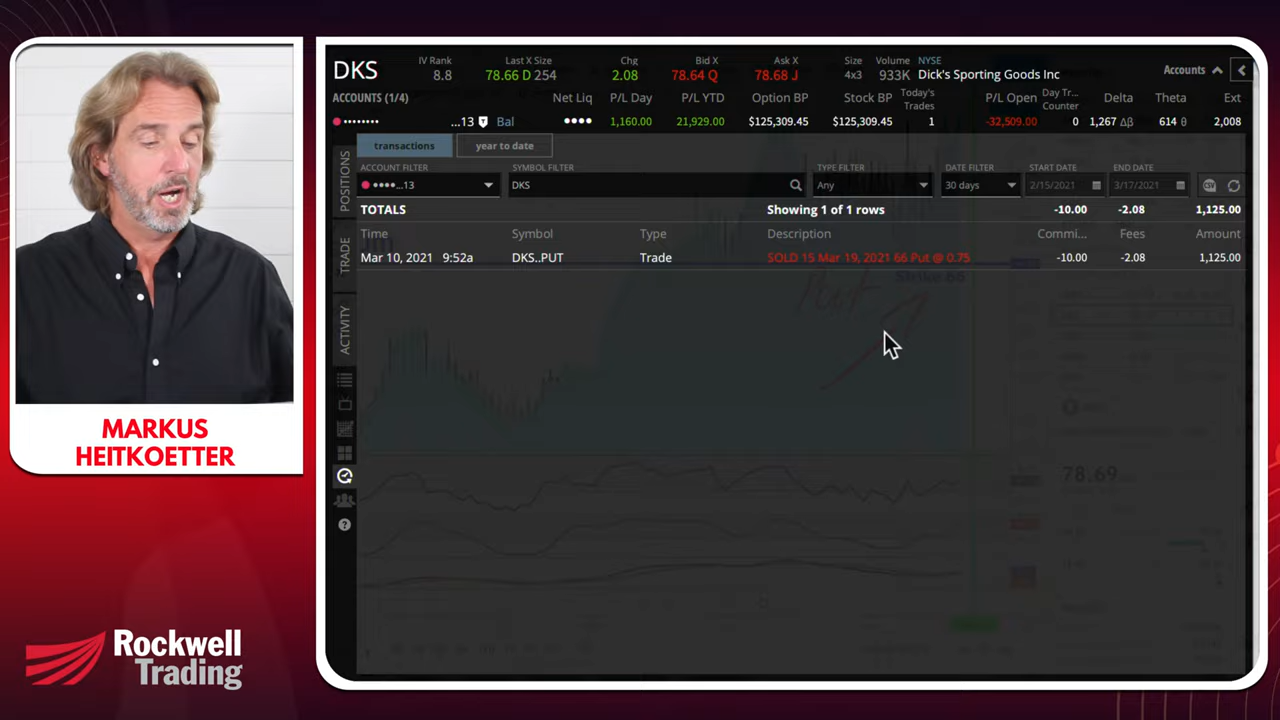 DKS
IV Rank
8.8
Last X Size
78.66 D 254
Chg
2.08
Bid X
78.64 Q
Ask X
78.68 J
Size
4x3
Volume
933K
NYSE
Dick's Sporting Goods Inc
Accounts
ACCOUNTS (1/4)
Net Liq
P/L Day
P/L YTD
Option BP
Stock BP
Today's
Trades
P/L Open
Day Tr...
Counter
Delta
Theta
Ext
...13
Bal
1,160.00
21,929.00
$125,309.45
$125,309.45
1
-32,509.00
0
1,267 Δβ
614 θ
2,008
POSITIONS
TRADE
ACTIVITY
transactions
year to date
ACCOUNT FILTER
SYMBOL FILTER
TYPE FILTER
DATE FILTER
START DATE
END DATE
••••...13
DKS
Any
30 days
2/15/2021
3/17/2021
CSV
TOTALS
Showing 1 of 1 rows
-10.00
-2.08
1,125.00
Time
Symbol
Type
Description
Commi...
Fees
Amount
Mar 10, 2021 9:52a
DKS..PUT
Trade
SOLD 15 Mar 19, 2021 66 Put @ 0.75
-10.00
-2.08
1,125.00
Strike 66
Put
78.69
MARKUS
HEITKOETTER
Rockwell
Trading